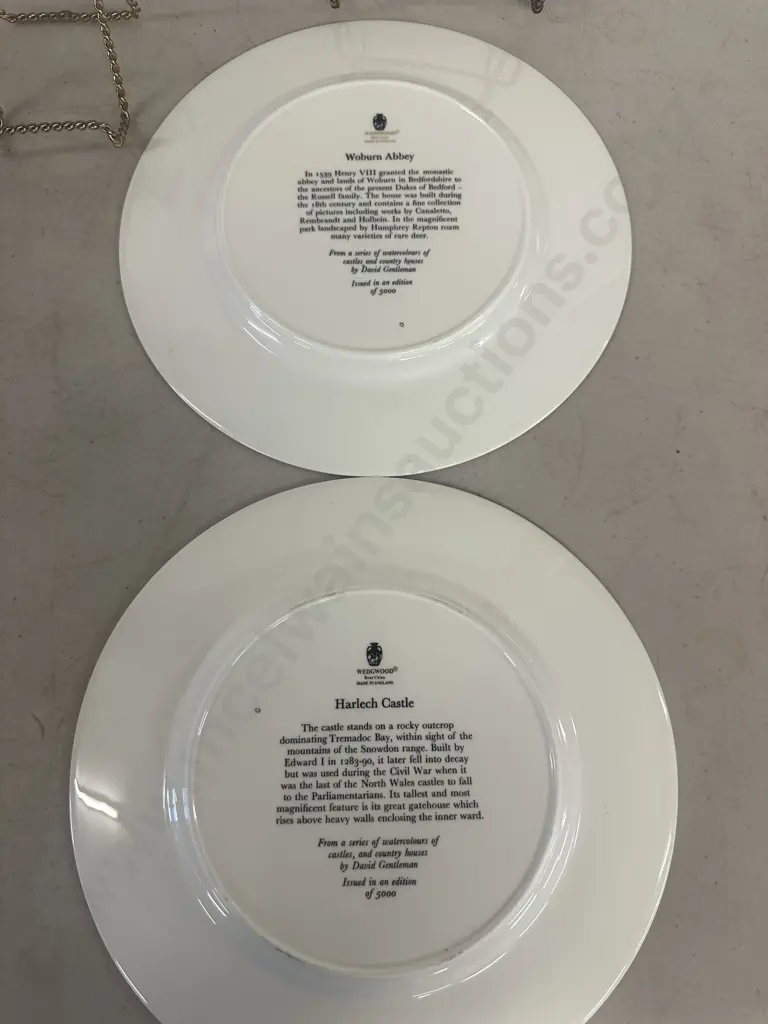 WEDGWOOD®
Bone China
MADE IN ENGLAND
Woburn Abbey
In 1539 Henry VIII granted the monastic
abbey and lands of Woburn in Bedfordshire to
the ancestors of the present Dukes of Bedford –
the Russell family. The house was built during
the 18th century and contains a fine collection
of pictures including works by Canaletto,
Rembrandt and Holbein. In the magnificent
park landscaped by Humphrey Repton roam
many varieties of rare deer.
From a series of watercolours of
castles and country houses
by David Gentleman
Issued in an edition
of 5000
WEDGWOOD®
Bone China
MADE IN ENGLAND
Harlech Castle
The castle stands on a rocky outcrop
dominating Tremadoc Bay, within sight of the
mountains of the Snowdon range. Built by
Edward I in 1283-90, it later fell into decay
but was used during the Civil War when it
was the last of the North Wales castles to fall
to the Parliamentarians. Its tallest and most
magnificent feature is its great gatehouse which
rises above heavy walls enclosing the inner ward.
From a series of watercolours of
castles, and country houses
by David Gentleman
Issued in an edition
of 5000